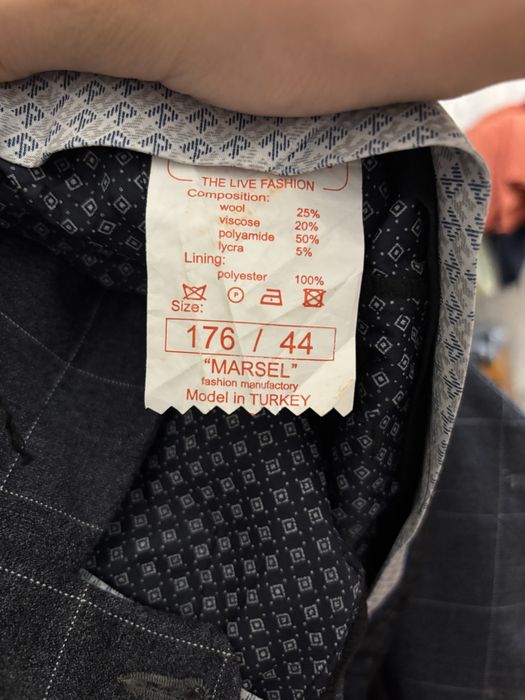 THE LIVE FASHION
Composition:
wool 25%
viscose 20%
polyamide 50%
lycra 5%
Lining:
polyester 100%
P
Size:
176 / 44
"MARSEL"
fashion manufactory
Model in TURKEY